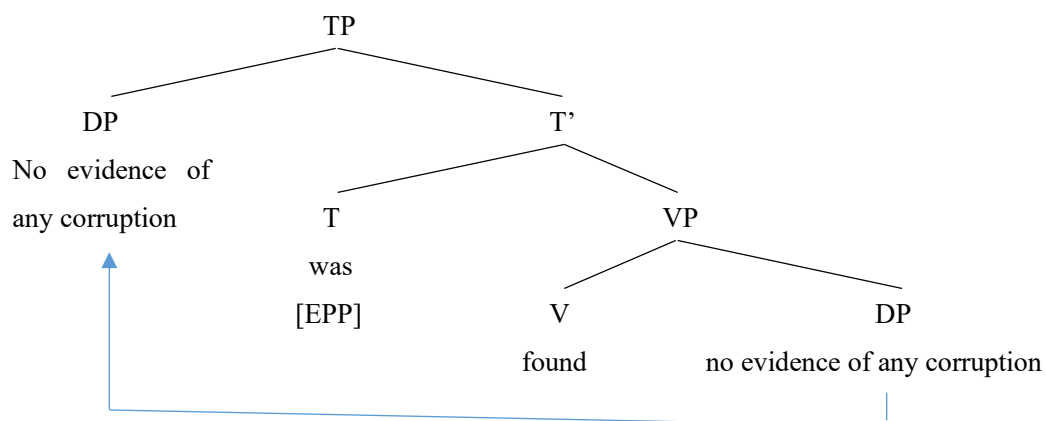 TP
DP T’
No evidence of
any corruption
T VP
was
[EPP] V DP
found no evidence of any corruption